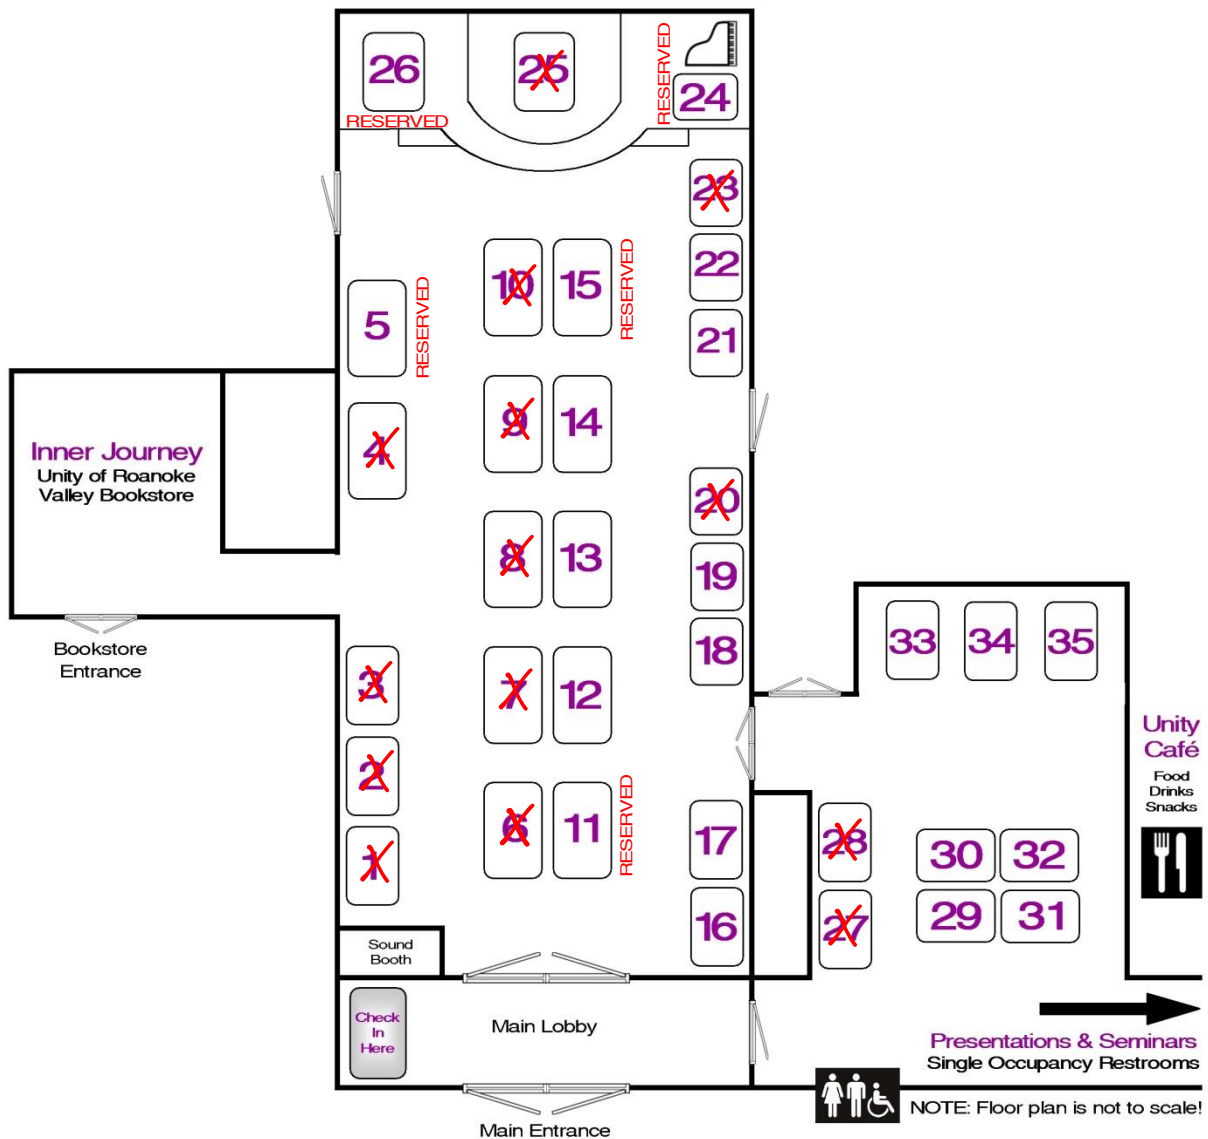 26
25
24
RESERVED
RESERVED
23
22
21
10
15
RESERVED
5
RESERVED
9
14
4
Inner Journey
Unity of Roanoke
Valley Bookstore
20
19
18
8
13
Bookstore
Entrance
3
2
1
7
12
6
11
RESERVED
17
16
33
34
35
Unity
Café
Food
Drinks
Snacks
28
27
30
32
29
31
Sound
Booth
Check
In
Here
Main Lobby
Presentations & Seminars
Single Occupancy Restrooms
NOTE: Floor plan is not to scale!
Main Entrance